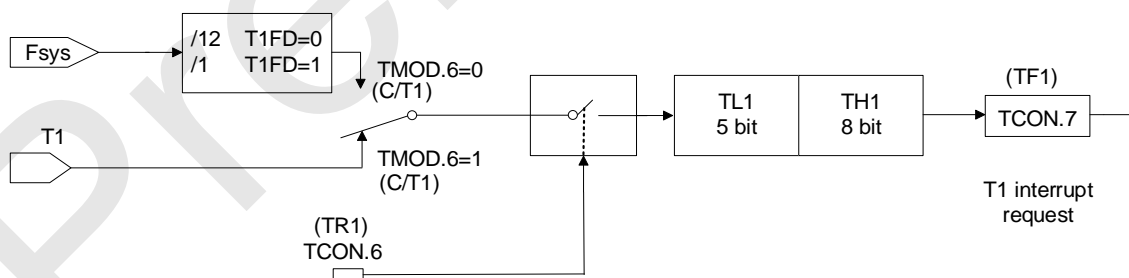 Fsys
/12 T1FD=0
/1 T1FD=1
TMOD.6=0
(C/T1)
T1
TMOD.6=1
(C/T1)
(TR1)
TCON.6
TL1
5 bit
TH1
8 bit
(TF1)
TCON.7
T1 interrupt
request